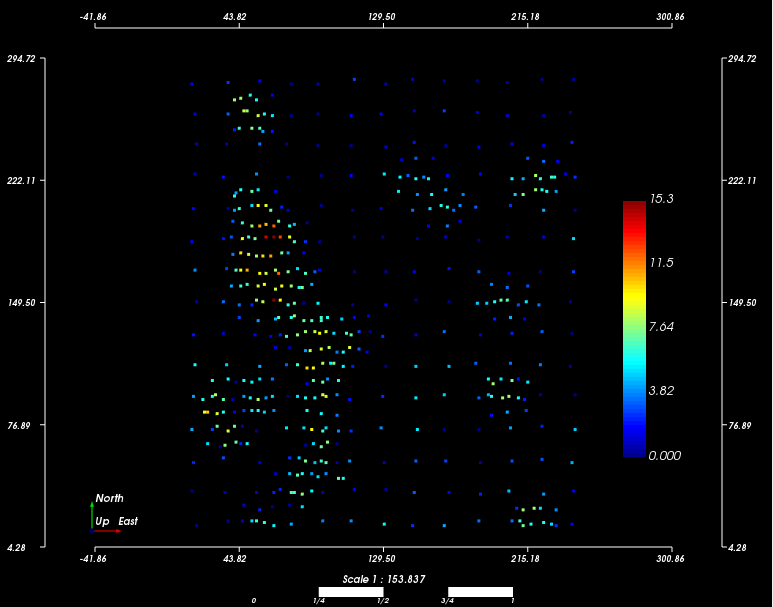 -41.86 43.82 129.50 215.18 300.86
294.72 294.72
222.11 222.11
15.3
11.5
149.50 149.50
7.64
3.82
76.89 76.89
0.000
North
Up East
4.28 4.28
-41.86 43.82 129.50 215.18 300.86
Scale 1 : 153.837
0 1/4 1/2 3/4 1